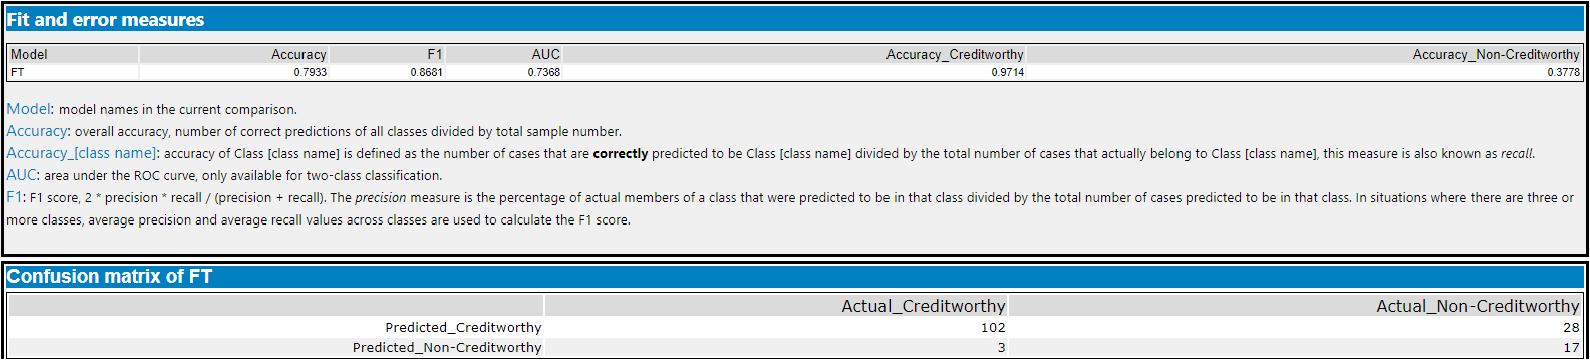 Fit and error measures
Model Accuracy F1 AUC Accuracy_Creditworthy Accuracy_Non-Creditworthy
FT 0.7933 0.8681 0.7368 0.9714 0.3778
Model: model names in the current comparison.
Accuracy: overall accuracy, number of correct predictions of all classes divided by total sample number.
Accuracy_[class name]: accuracy of Class [class name] is defined as the number of cases that are correctly predicted to be Class [class name] divided by the total number of cases that actually belong to Class [class name], this measure is also known as recall.
AUC: area under the ROC curve, only available for two-class classification.
F1: F1 score, 2 * precision * recall / (precision + recall). The precision measure is the percentage of actual members of a class that were predicted to be in that class divided by the total number of cases predicted to be in that class. In situations where there are three or
more classes, average precision and average recall values across classes are used to calculate the F1 score.
Confusion matrix of FT
Actual_Creditworthy Actual_Non-Creditworthy
Predicted_Creditworthy 102 28
Predicted_Non-Creditworthy 3 17